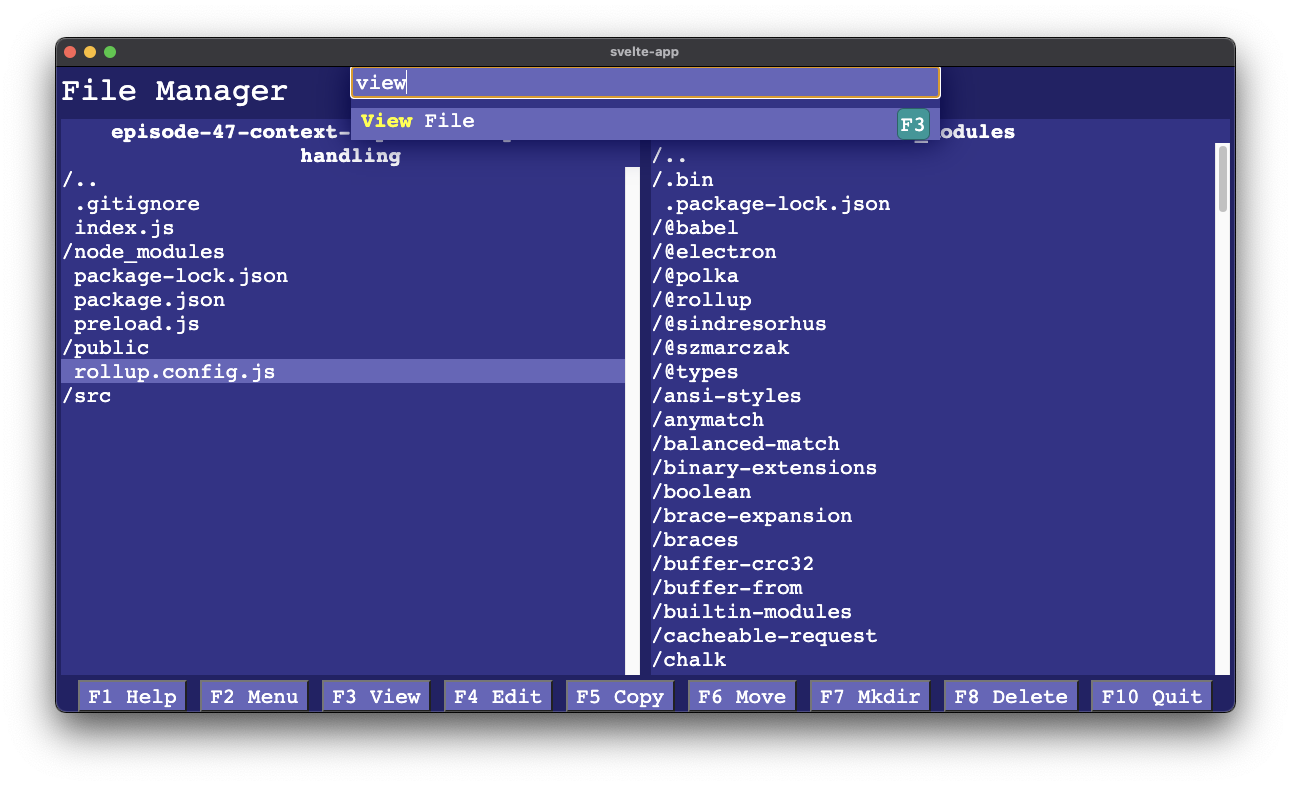 svelte-app
File Manager
view
View File F3
episode-47-context-
handling
/..
.gitignore
index.js
/node_modules
package-lock.json
package.json
preload.js
/public
rollup.config.js
/src
/..
/.bin
.package-lock.json
/@babel
/@electron
/@polka
/@rollup
/@sindresorhus
/@szmarczak
/@types
/ansi-styles
/anymatch
/balanced-match
/binary-extensions
/boolean
/brace-expansion
/braces
/buffer-crc32
/buffer-from
/builtin-modules
/cacheable-request
/chalk
F1 Help F2 Menu F3 View F4 Edit F5 Copy F6 Move F7 Mkdir F8 Delete F10 Quit